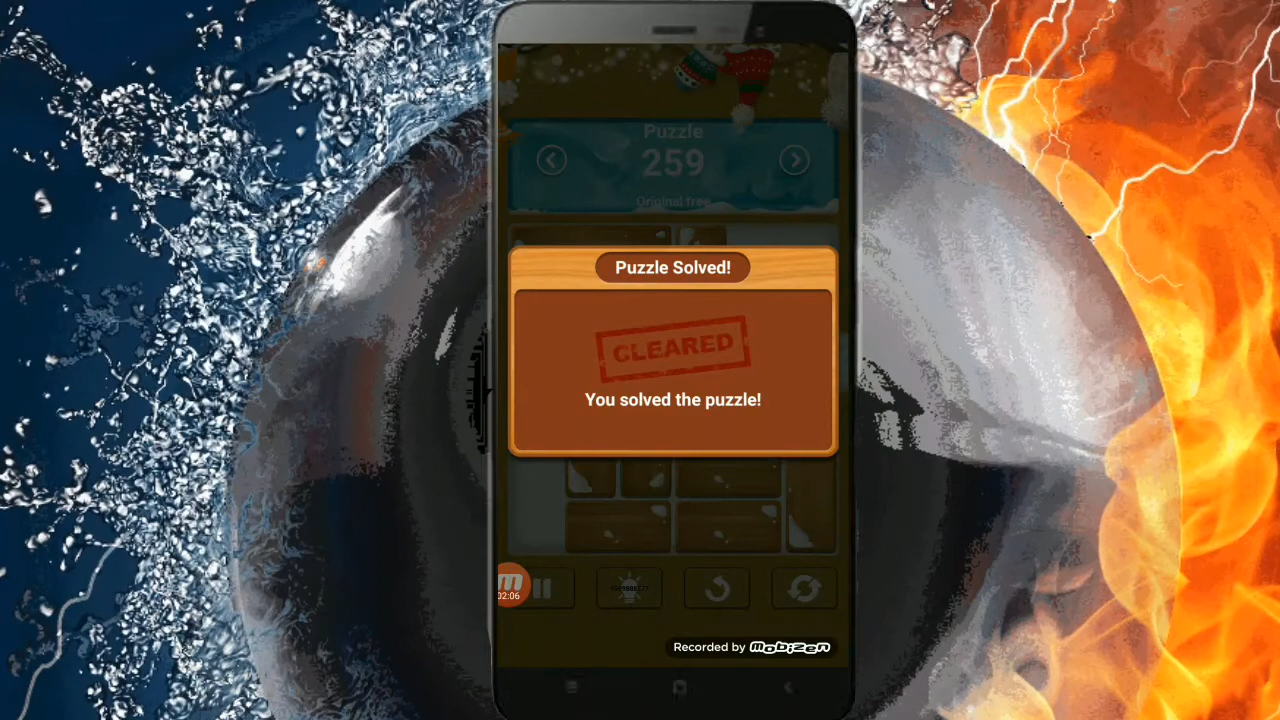 Puzzle
259
Original free
Puzzle Solved!
CLEARED
You solved the puzzle!
02:06
Recorded by mobizen